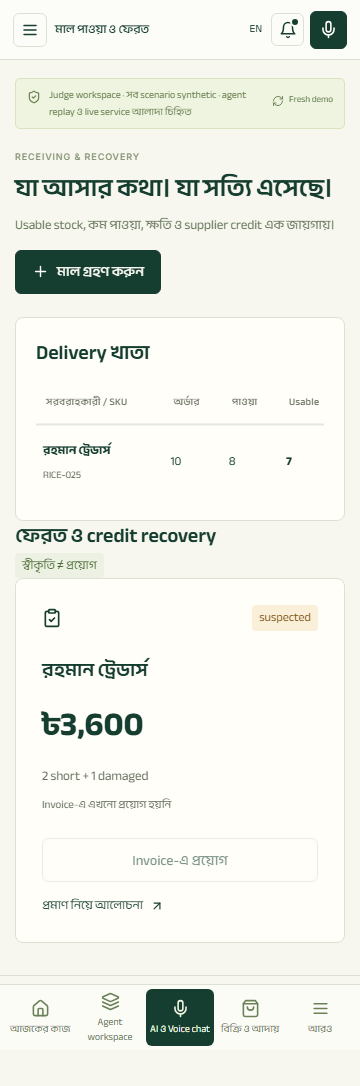 মাল পাওয়া ও ফেরত
EN
Judge workspace · সব scenario synthetic · agent
replay ও live service আলাদা চিহ্নিত
Fresh demo
RECEIVING & RECOVERY
যা আসার কথা। যা সত্যি এসেছে।
Usable stock, কম পাওয়া, ক্ষতি ও supplier credit এক জায়গায়।
মাল গ্রহণ করুন
Delivery খাতা
সরবরাহকারী / SKU অর্ডার পাওয়া Usable
রহমান ট্রেডার্স 10 8 7
RICE-025
ফেরত ও credit recovery
স্বীকৃতি ≠ প্রয়োগ
suspected
রহমান ট্রেডার্স
৳3,600
2 short + 1 damaged
Invoice-এ এখনো প্রয়োগ হয়নি
Invoice-এ প্রয়োগ
প্রমাণ নিয়ে আলোচনা
আজকের কাজ
Agent
workspace
AI ও Voice chat
বিক্রি ও আদায়
আরও